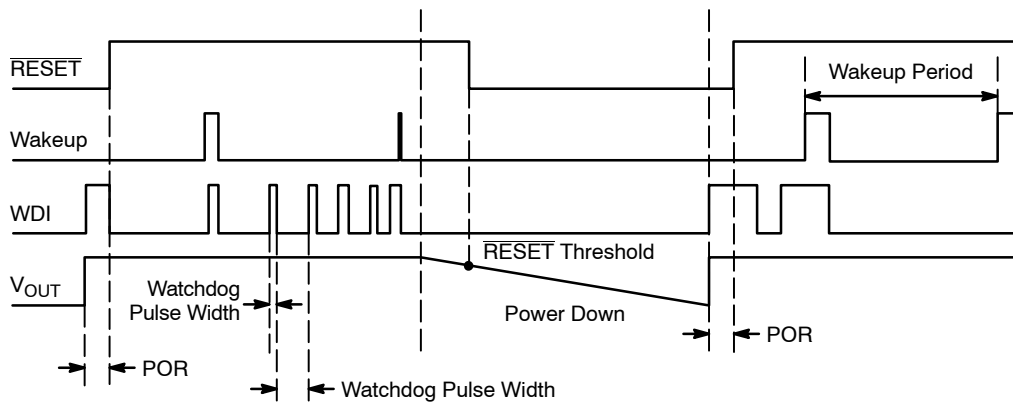 RESET
Wakeup Period
Wakeup
WDI
RESET Threshold
VOUT
Watchdog
Pulse Width
Power Down
POR
POR
Watchdog Pulse Width